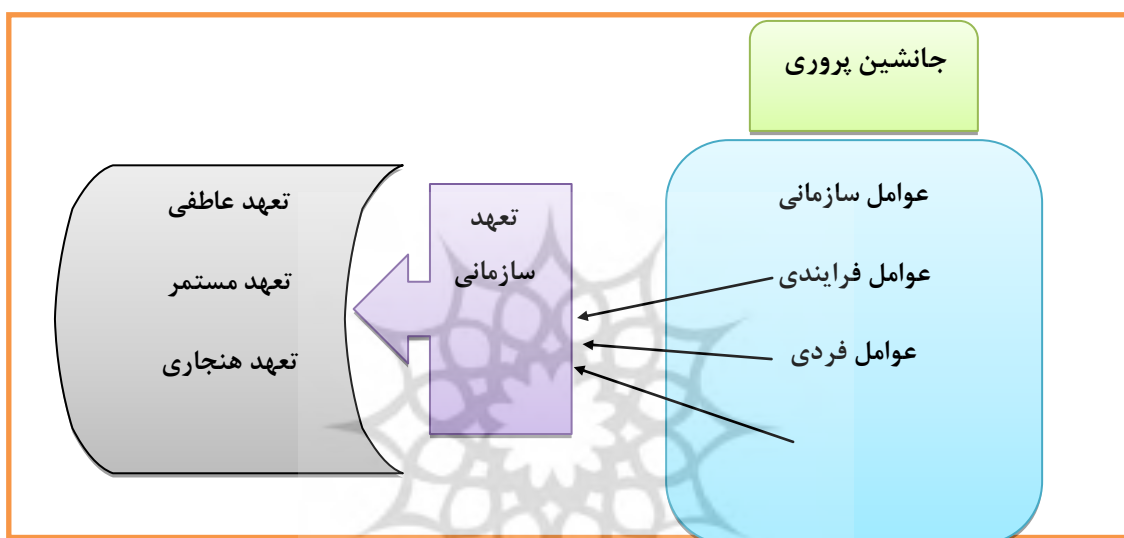 جانشین پروری
عوامل سازمانی
عوامل فرایندی
عوامل فردی
تعهد
سازمانی
تعهد عاطفی
تعهد مستمر
تعهد هنجاری